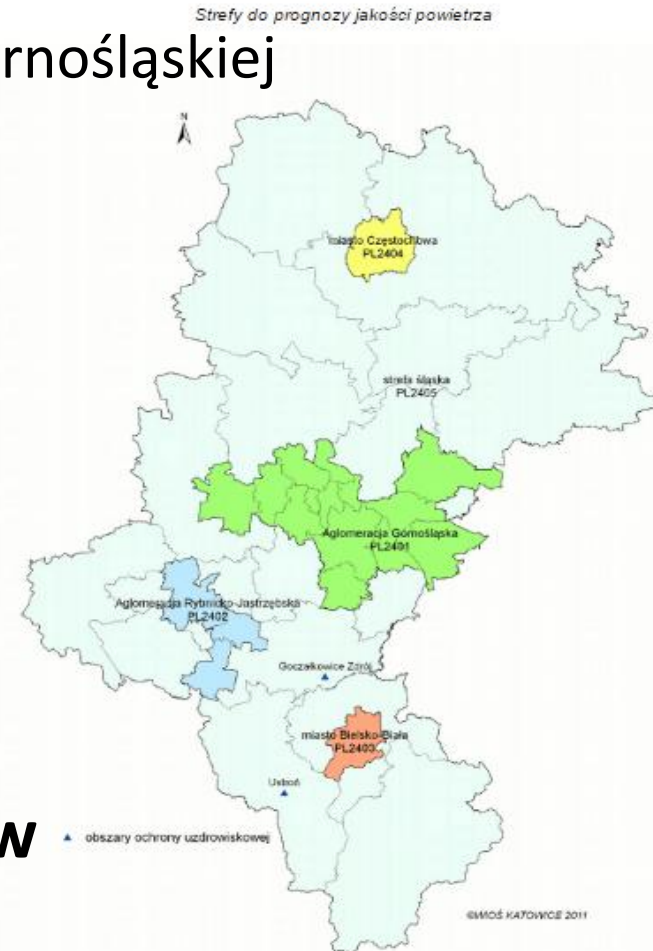 Strefy do prognozy jakości powietrza
rnośląskiej
N
miasto Częstochowa
PL2404
strefa śląska
PL2405
Aglomeracja Górnośląska
PL2401
Aglomeracja Rybnicko-Jastrzębska
PL2402
Goczałkowice Zdrój
miasto Bielsko-Biała
PL2403
Ustroń
w
obszary ochrony uzdrowiskowej
©WIOŚ KATOWICE 2011